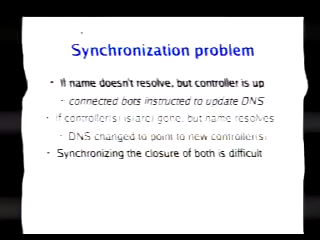 Synchronization problem
- If name doesn't resolve, but controller is up
- connected bots instructed to update DNS
- If controller(s) is(are) gone, but name resolves
- DNS changed to point to new controller(s)
- Synchronizing the closure of both is difficult